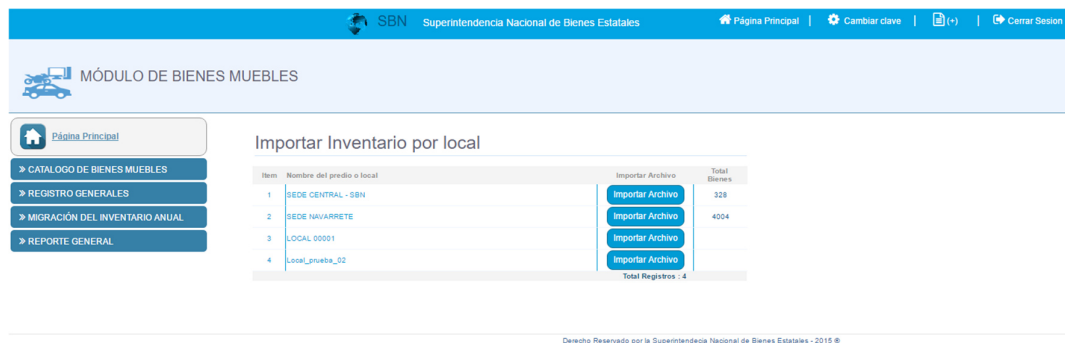 SBN Superintendencia Nacional de Bienes Estatales Página Principal | Cambiar clave | (+) | Cerrar Sesion
MÓDULO DE BIENES MUEBLES
Página Principal
» CATALOGO DE BIENES MUEBLES
» REGISTRO GENERALES
» MIGRACIÓN DEL INVENTARIO ANUAL
» REPORTE GENERAL
Importar Inventario por local
Item Nombre del predio o local Importar Archivo Total Bienes
1 SEDE CENTRAL - SBN Importar Archivo 328
2 SEDE NAVARRETE Importar Archivo 4004
3 LOCAL 00001 Importar Archivo
4 Local_prueba_02 Importar Archivo
Total Registros : 4
Derecho Reservado por la Superintendecia Nacional de Bienes Estatales - 2015 ®